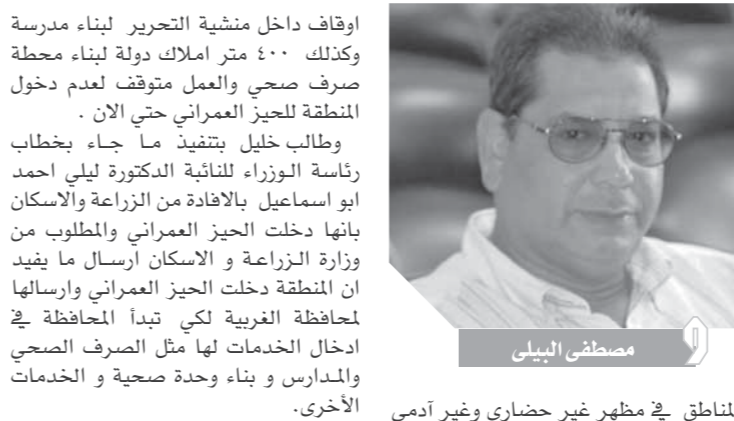 مصطفى البيلى
لمناطق في مظهر غير حضاري وغير آدمي
اوقاف داخل منشية التحرير لبناء مدرسة
وكذلك ٤٠٠ متر املاك دولة لبناء محطة
صرف صحي والعمل متوقف لعدم دخول
المنطقة للحيز العمراني حتي الان .
وطالب خليل بتنفيذ ما جاء بخطاب
رئاسة الوزراء للنائبة الدكتورة ليلي احمد
ابو اسماعيل بالافادة من الزراعة والاسكان
بانها دخلت الحيز العمراني والمطلوب من
وزارة الزراعة و الاسكان ارسال ما يفيد
ان المنطقة دخلت الحيز العمراني وارسالها
لمحافظة الغربية لكي تبدأ المحافظة في
ادخال الخدمات لها مثل الصرف الصحي
والمدارس و بناء وحدة صحية و الخدمات
الأخرى.